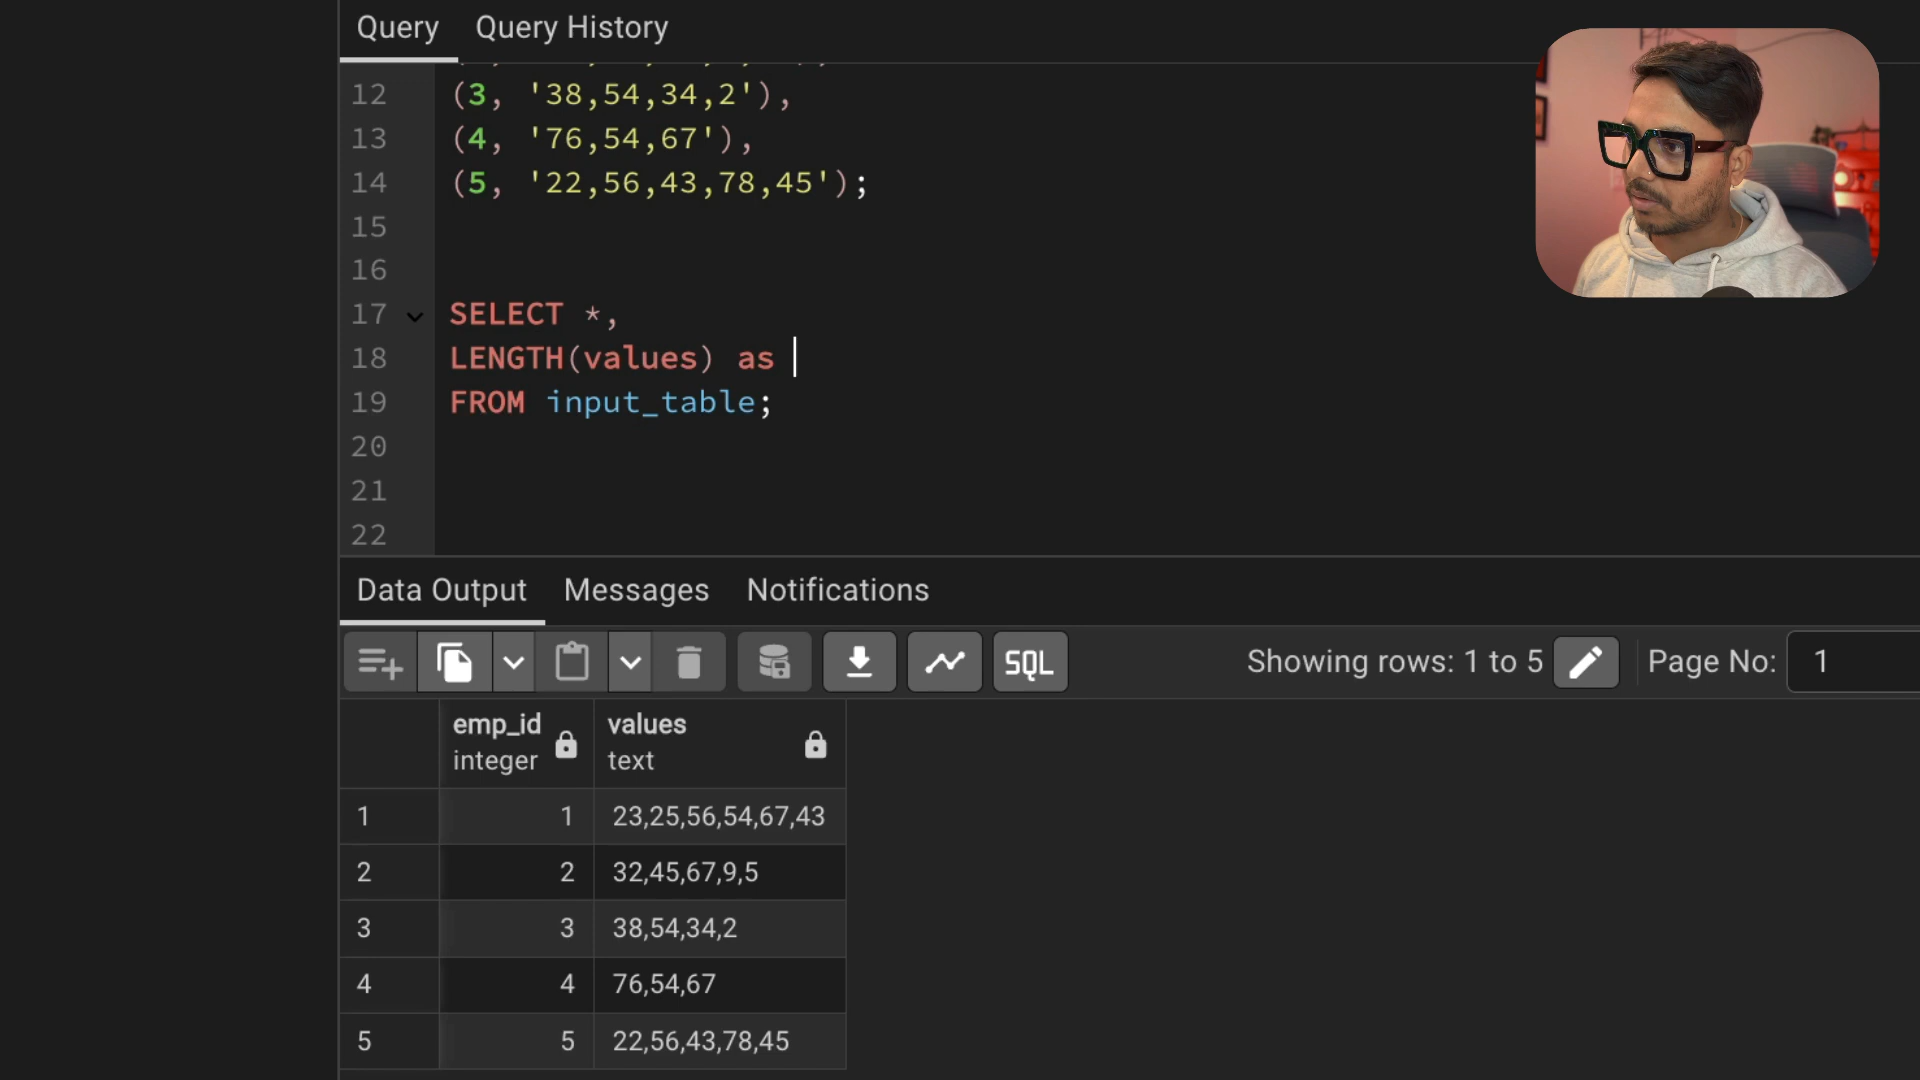 Query Query History
12 (3, '38,54,34,2'),
13 (4, '76,54,67'),
14 (5, '22,56,43,78,45');
15
16
17 SELECT *,
18 LENGTH(values) as
19 FROM input_table;
20
21
22
Data Output Messages Notifications
SQL Showing rows: 1 to 5 Page No: 1
emp_id values
integer text
1 1 23,25,56,54,67,43
2 2 32,45,67,9,5
3 3 38,54,34,2
4 4 76,54,67
5 5 22,56,43,78,45